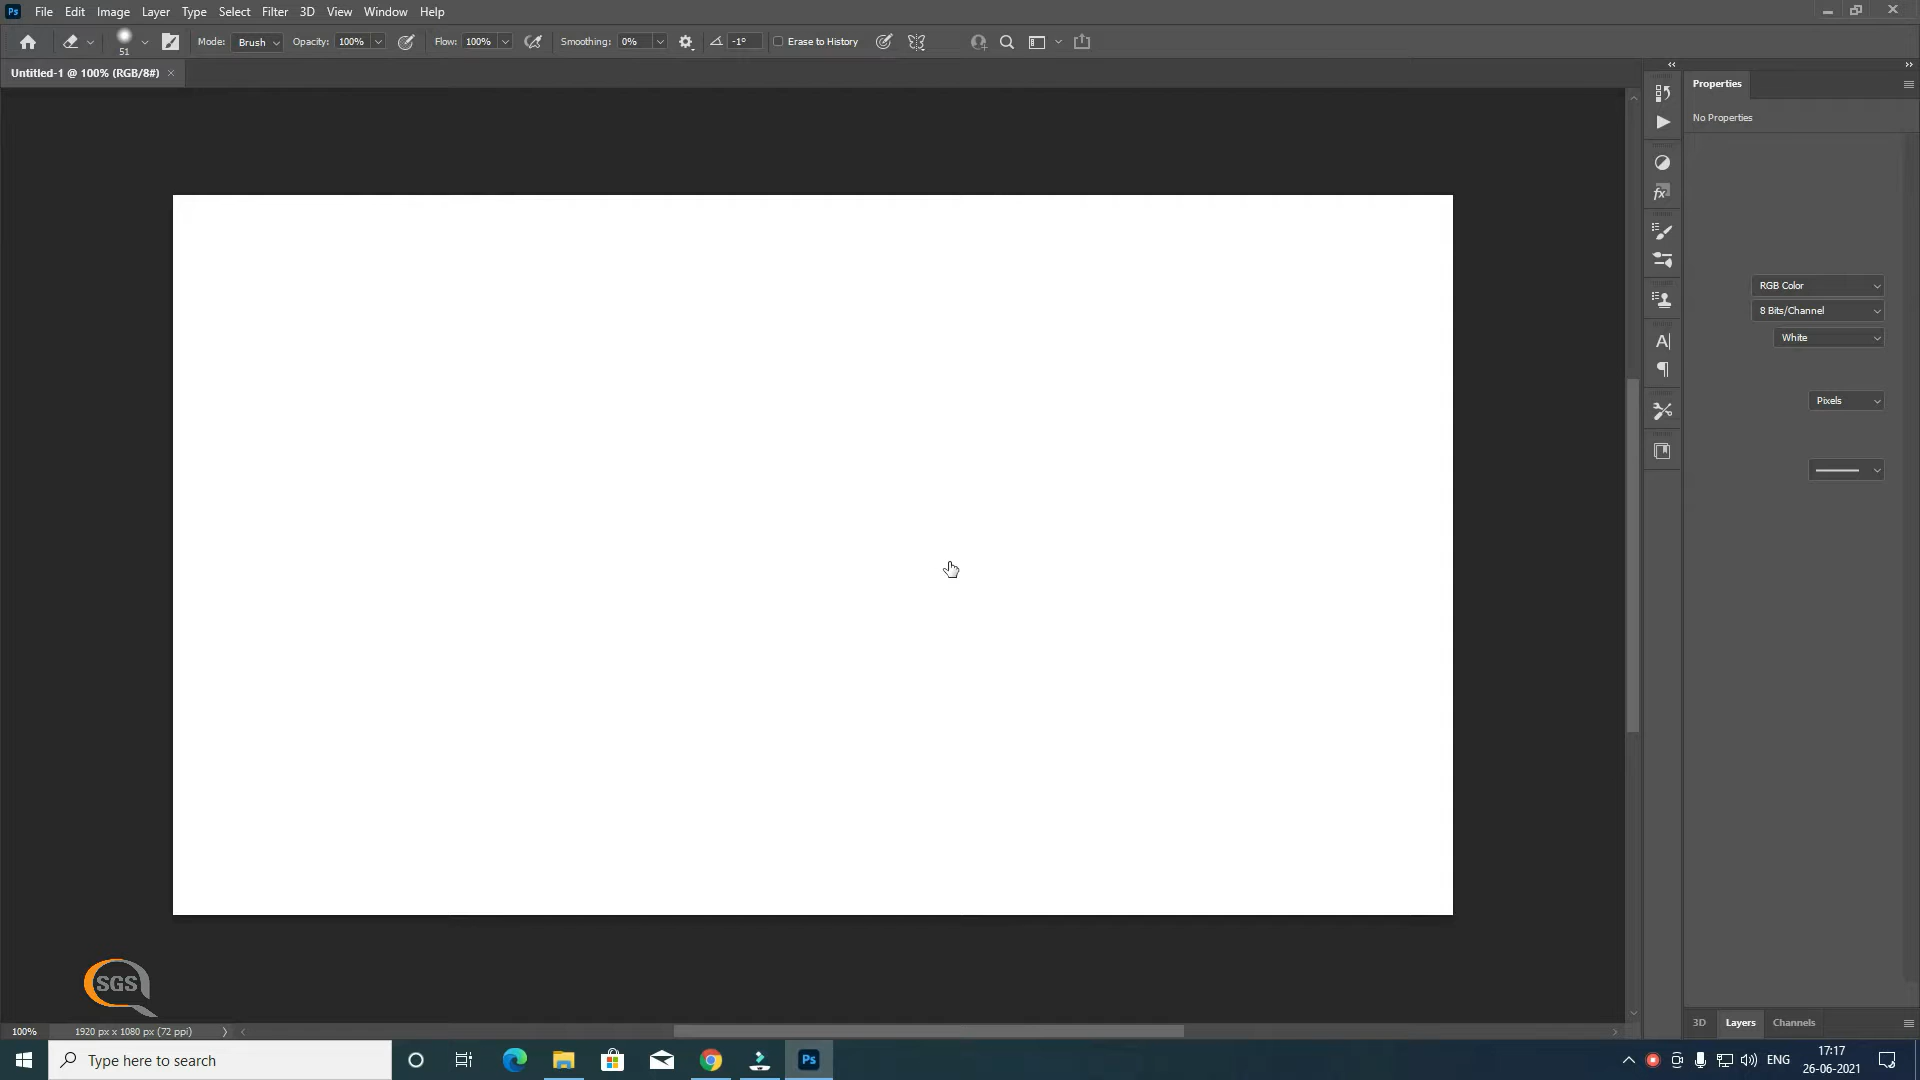 Ps File Edit Image Layer Type Select Filter 3D View Window Help
51 Mode: Brush Opacity: 100% Flow: 100% Smoothing: 0% -1° Erase to History
Untitled-1 @ 100% (RGB/8#)
Properties
No Properties
fx
RGB Color
8 Bits/Channel
White
A
Pixels
SGS
3D Layers Channels
100% 1920 px x 1080 px (72 ppi)
Type here to search Ps ENG 17:17
26-06-2021